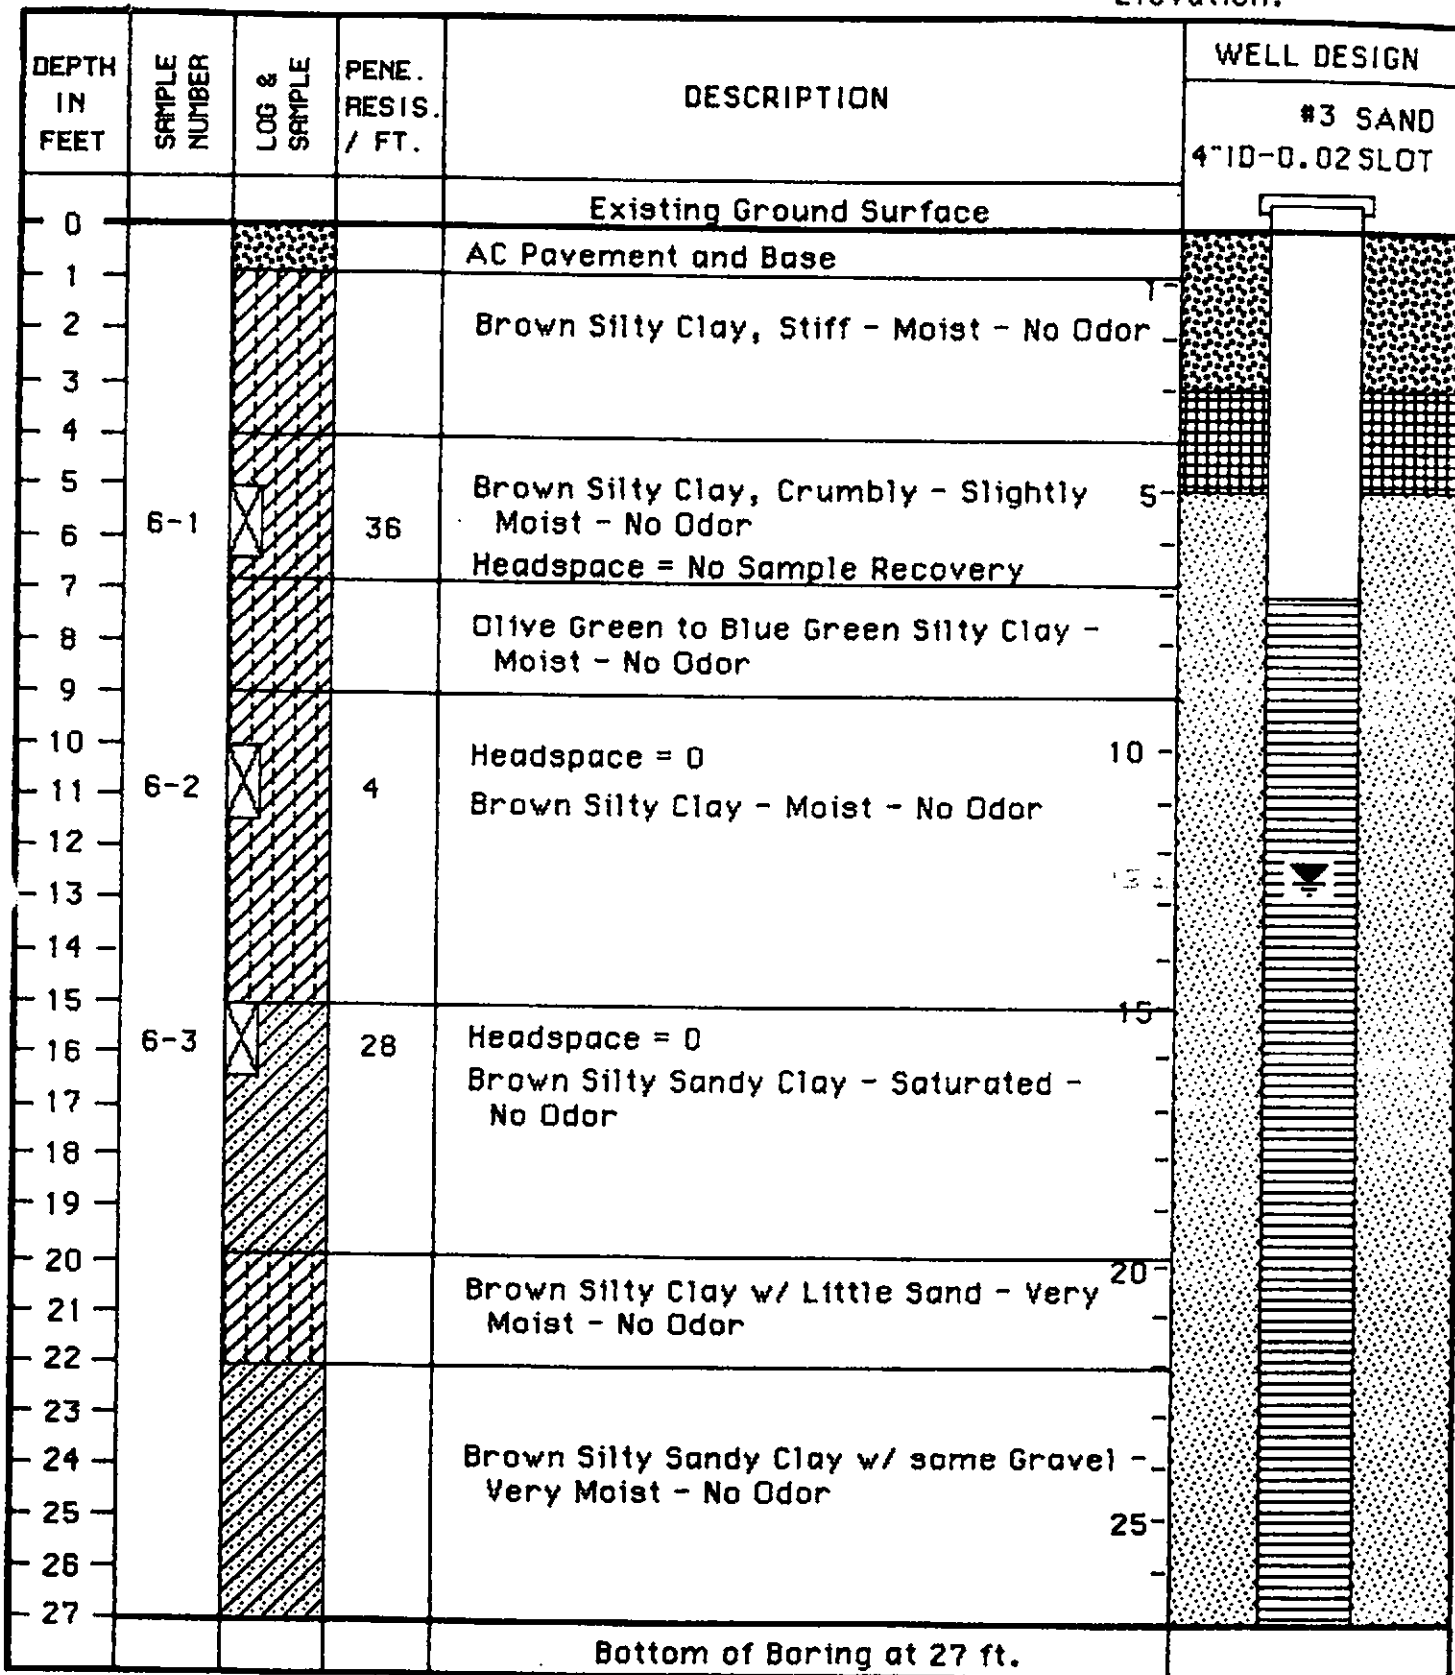 DEPTH IN FEET
SAMPLE NUMBER
LOG & SAMPLE
PENE. RESIS. / FT.
DESCRIPTION
WELL DESIGN
#3 SAND
4"ID-0.02 SLOT
Existing Ground Surface
0
AC Pavement and Base
1
1
2
Brown Silty Clay, Stiff - Moist - No Odor
3
4
5
Brown Silty Clay, Crumbly - Slightly
5
6-1
36
Moist - No Odor
6
Headspace = No Sample Recovery
7
Olive Green to Blue Green Silty Clay -
8
Moist - No Odor
9
10
Headspace = 0
10
6-2
11
4
Brown Silty Clay - Moist - No Odor
12
13
14
15
15
6-3
16
28
Headspace = 0
Brown Silty Sandy Clay - Saturated -
17
No Odor
18
19
20
20
Brown Silty Clay w/ Little Sand - Very
21
Moist - No Odor
22
23
24
Brown Silty Sandy Clay w/ some Gravel -
Very Moist - No Odor
25
25
26
27
Bottom of Boring at 27 ft.